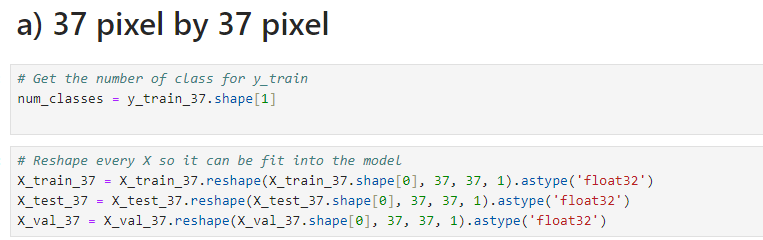 a) 37 pixel by 37 pixel
# Get the number of class for y_train
num_classes = y_train_37.shape[1]
# Reshape every X so it can be fit into the model
X_train_37 = X_train_37.reshape(X_train_37.shape[0], 37, 37, 1).astype('float32')
X_test_37 = X_test_37.reshape(X_test_37.shape[0], 37, 37, 1).astype('float32')
X_val_37 = X_val_37.reshape(X_val_37.shape[0], 37, 37, 1).astype('float32')